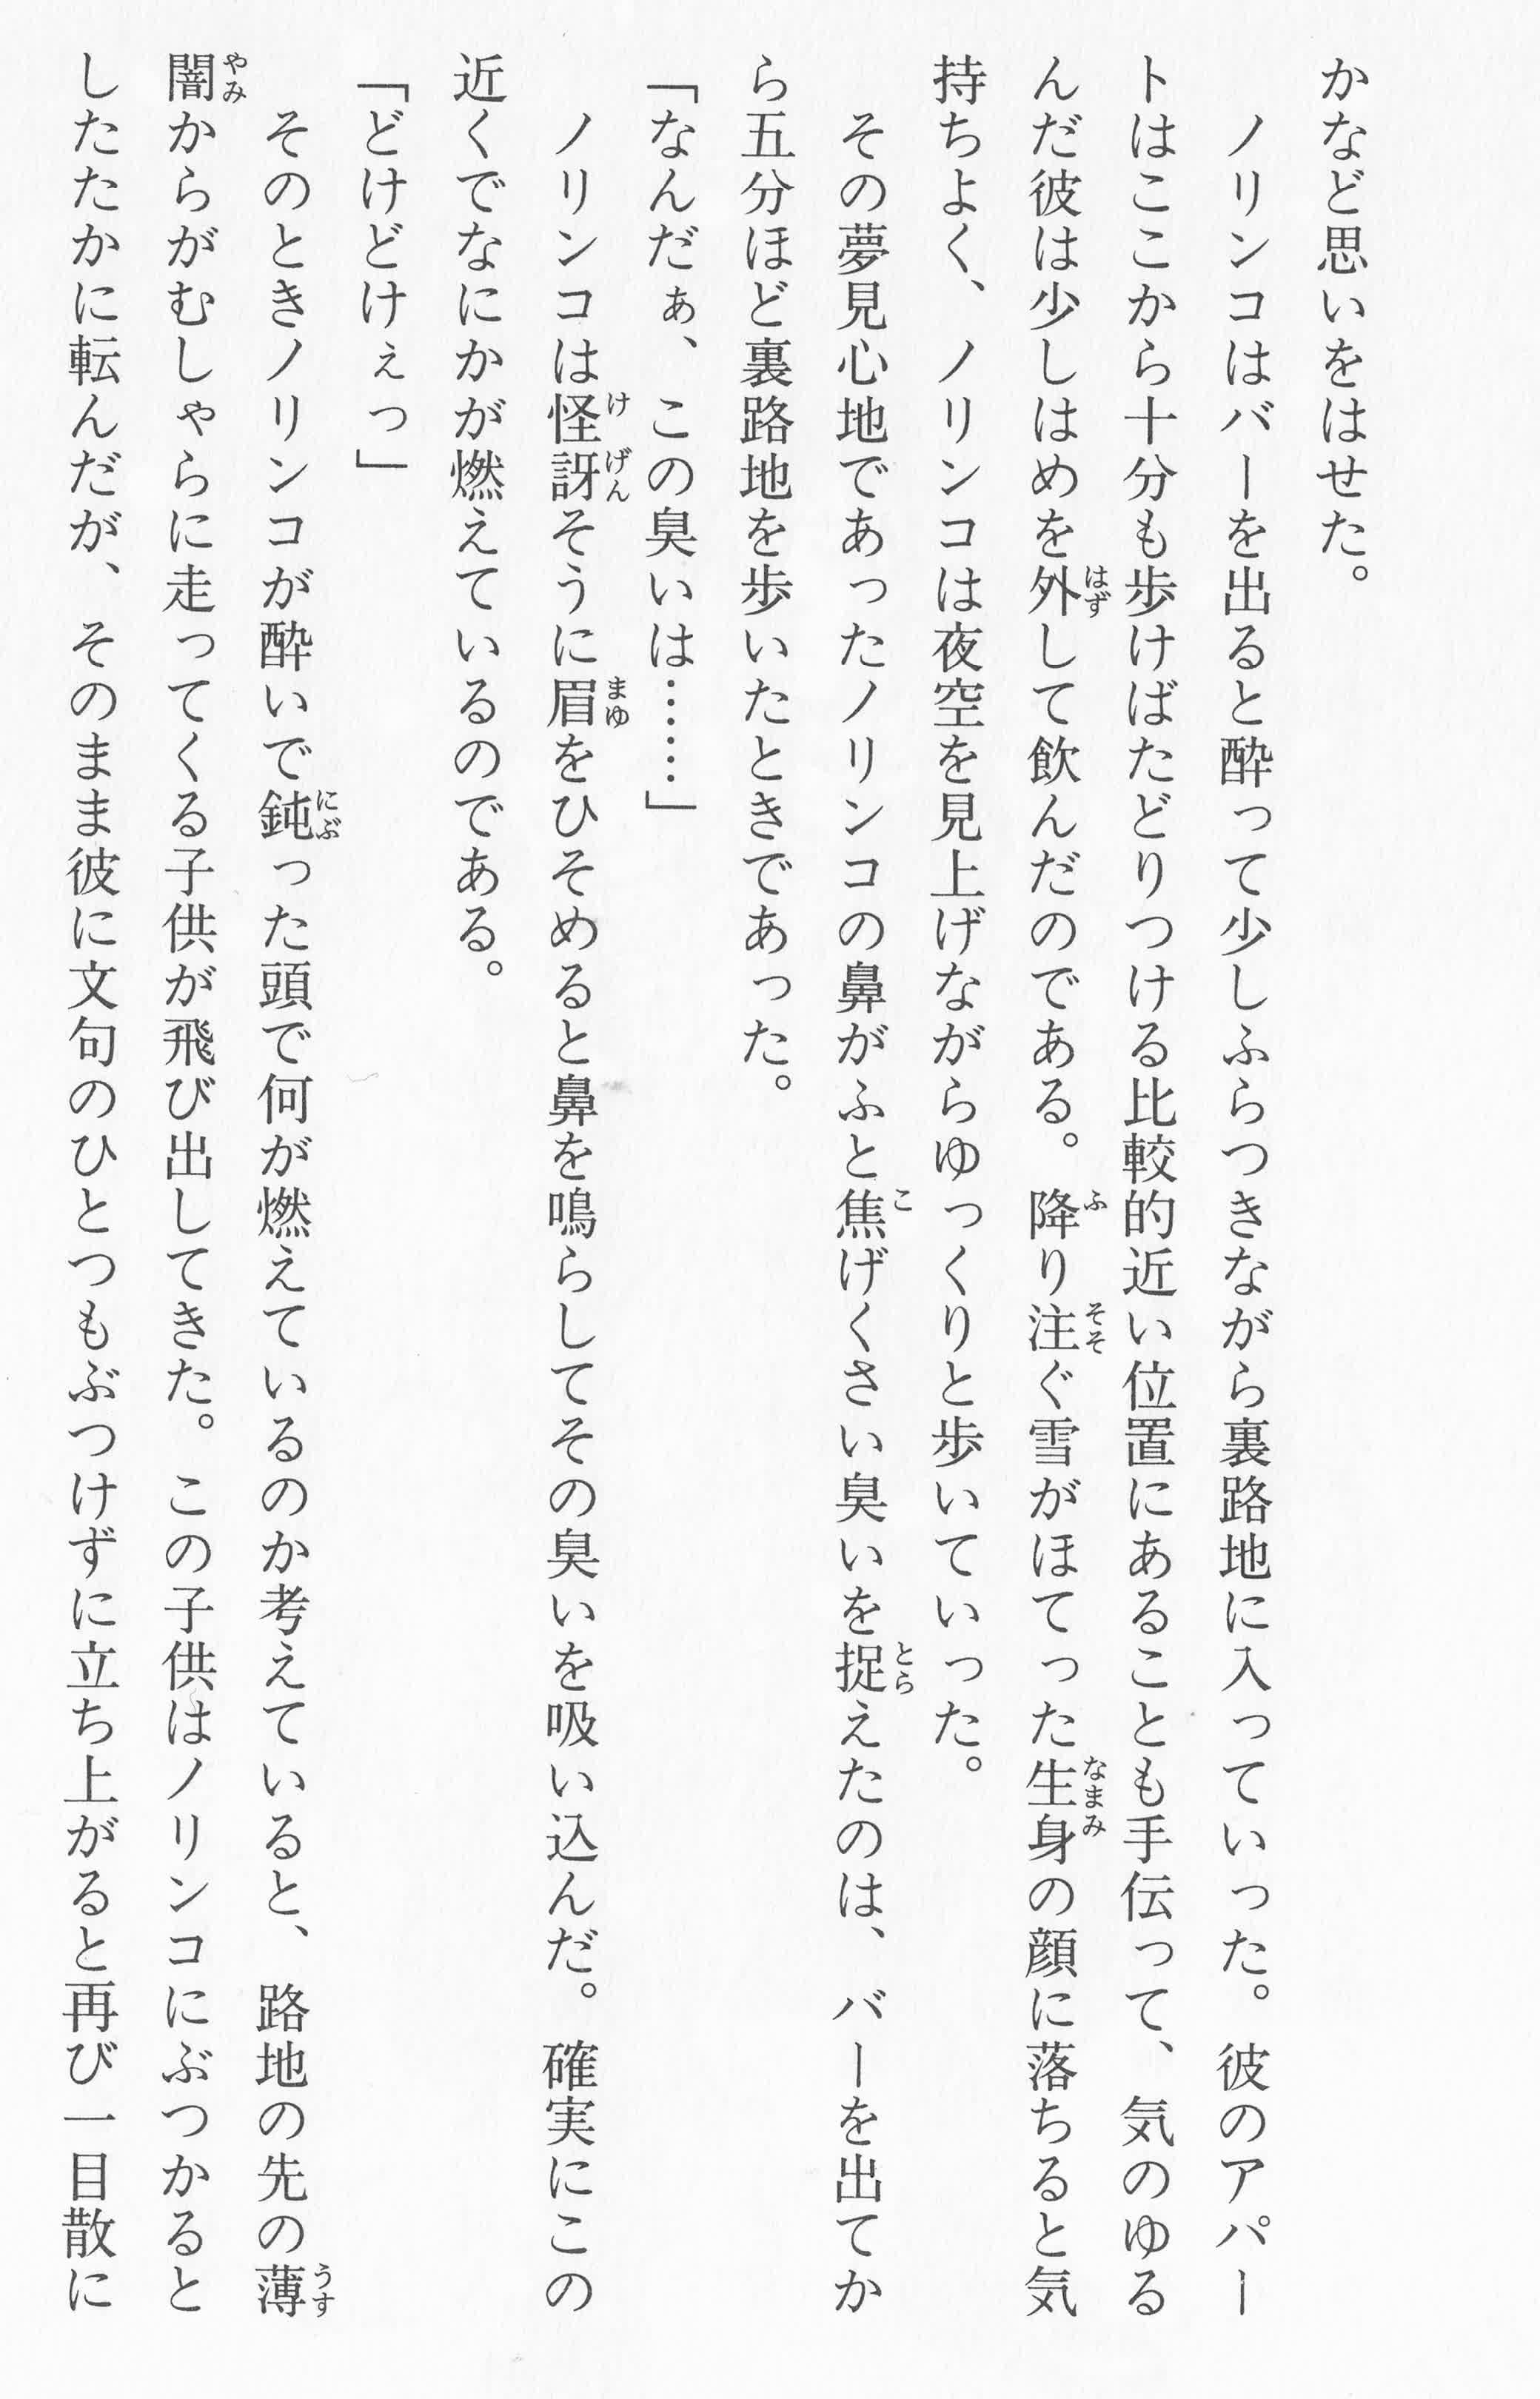 かなど思いをはせた。
　ノリンコはバーを出ると酔って少しふらつきながら裏路地に入っていった。彼のアパー
トはここから十分も歩けばたどりつける比較的近い位置にあることも手伝って、気のゆる
んだ彼は少しはめを外して飲んだのである。降り注ぐ雪がほてった生身の顔に落ちると気
持ちよく、ノリンコは夜空を見上げながらゆっくりと歩いていった。
　その夢見心地であったノリンコの鼻がふと焦げくさい臭いを捉えたのは、バーを出てか
ら五分ほど裏路地を歩いたときであった。
「なんだぁ、この臭いは……」
　ノリンコは怪訝そうに眉をひそめると鼻を鳴らしてその臭いを吸い込んだ。確実にこの
近くでなにかが燃えているのである。
「どけどけぇっ」
　そのときノリンコが酔いで鈍った頭で何が燃えているのか考えていると、路地の先の薄
闇からがむしゃらに走ってくる子供が飛び出してきた。この子供はノリンコにぶつかると
したたかに転んだが、そのまま彼に文句のひとつもぶつけずに立ち上がると再び一目散に